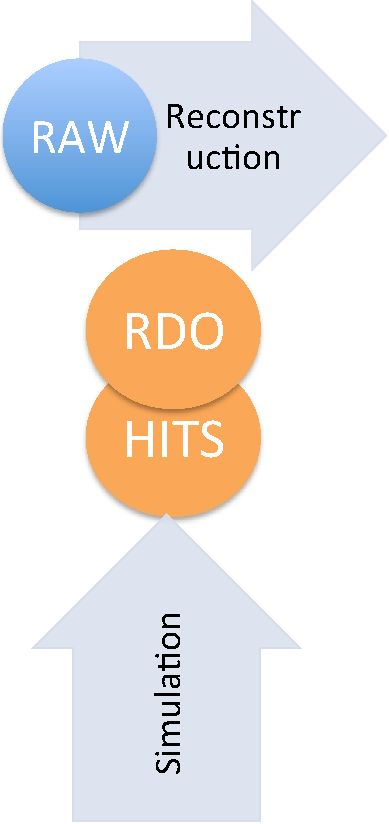 RAW
Reconstr
uction
RDO
HITS
Simulation